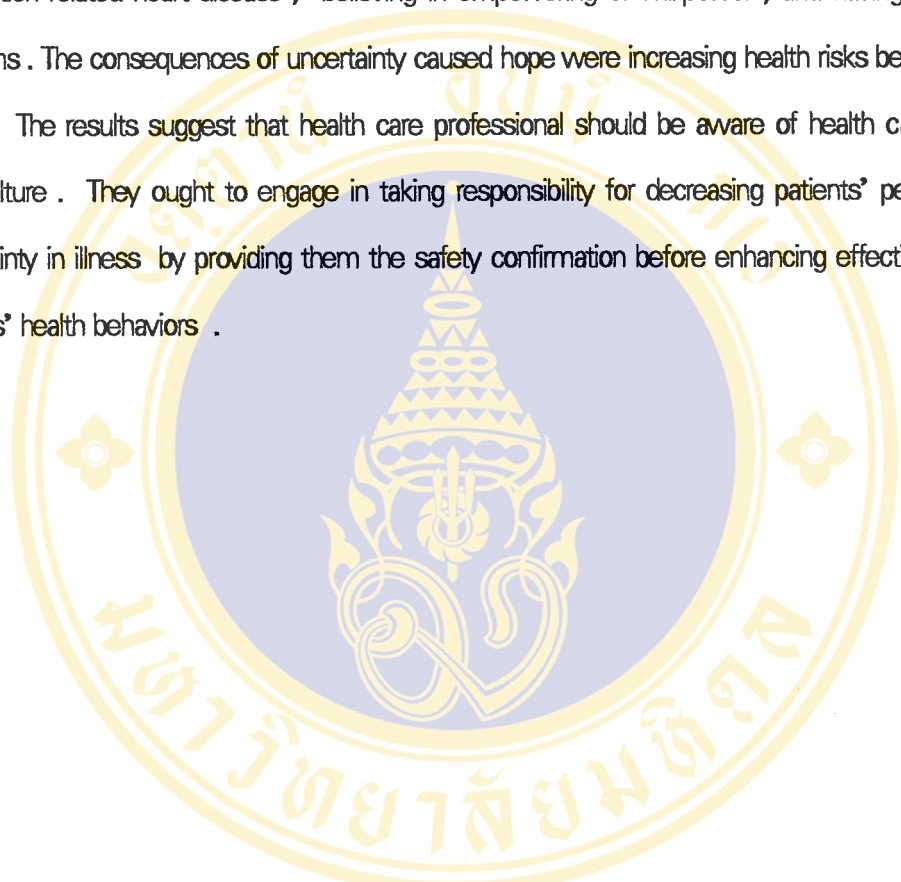 The consequences of uncertainty caused hope were increasing health risks be
The results suggest that health care professional should be aware of health c
lture . They ought to engage in taking responsibility for decreasing patients' pe
inty in illness by providing them the safety confirmation before enhancing effecti
s' health behaviors .
มหาวิทยาลัยมหิดล